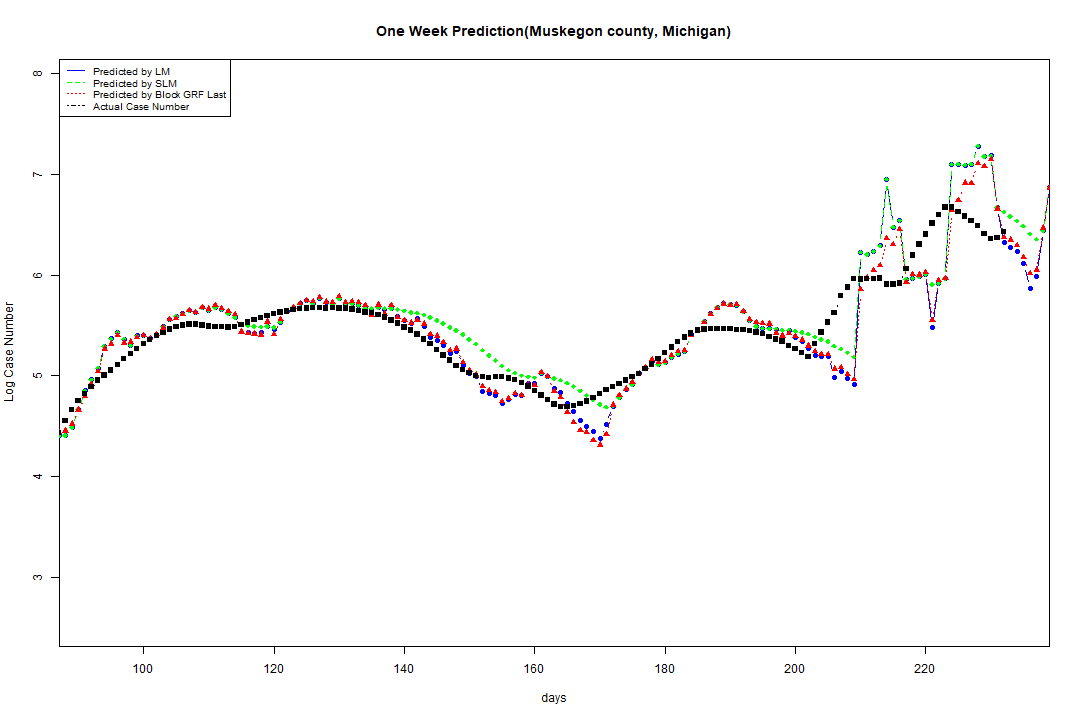 One Week Prediction(Muskegon county, Michigan)
Predicted by LM
Predicted by SLM
Predicted by Block GRF Last
Actual Case Number
8
7
6
5
4
3
Log Case Number
100 120 140 160 180 200 220
days